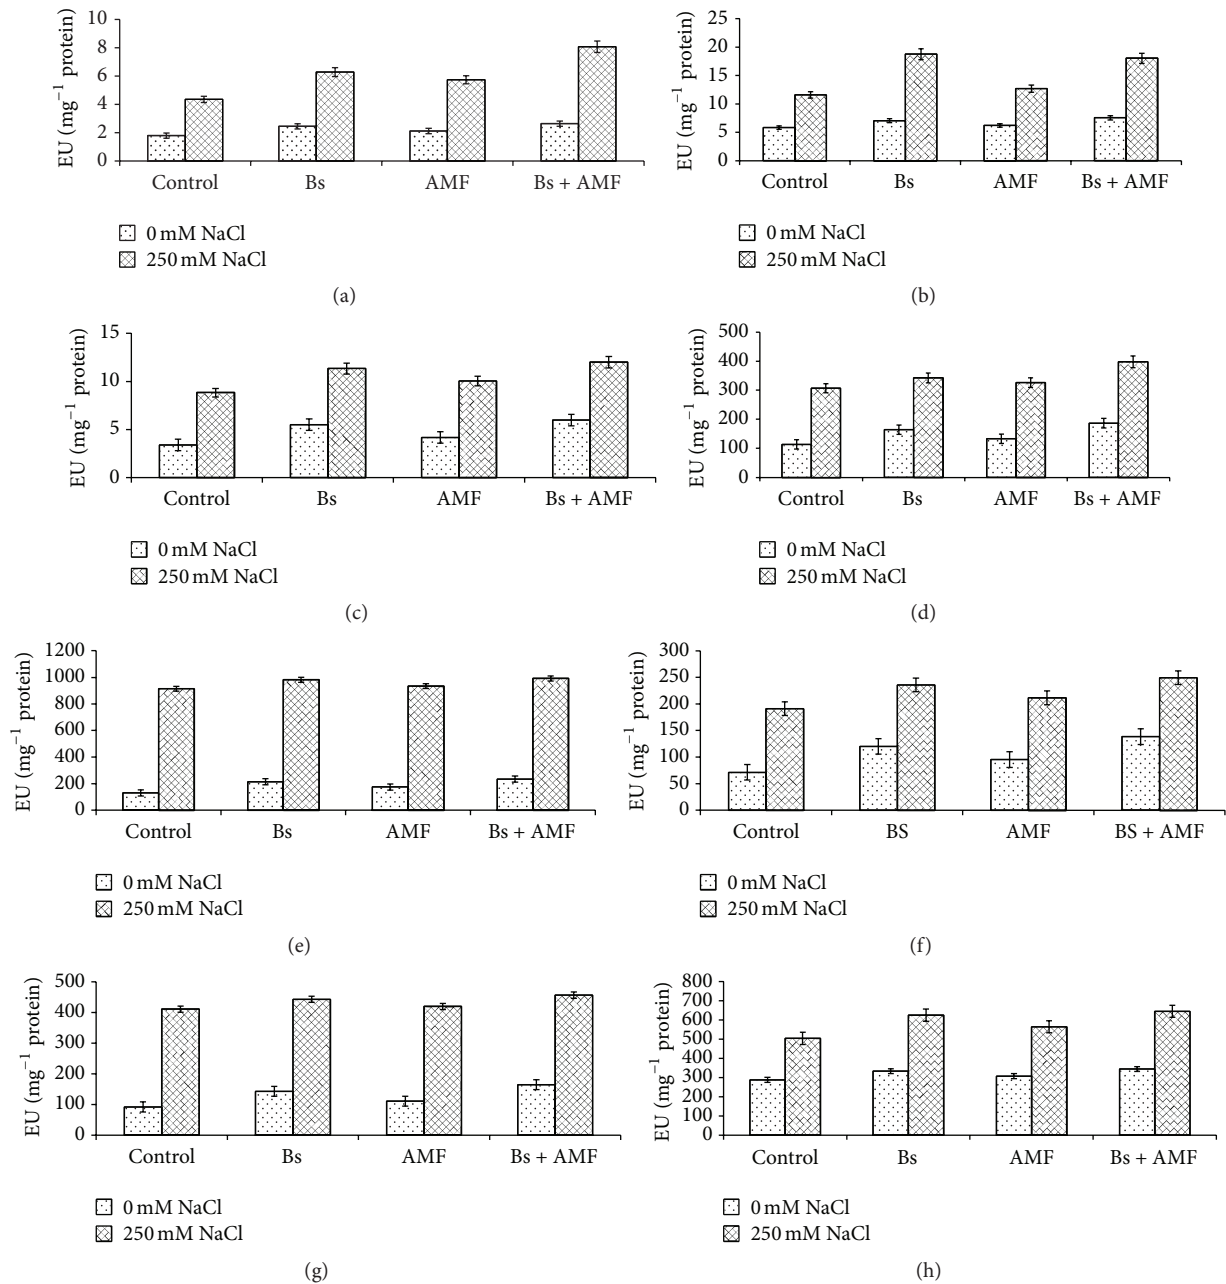 EU (mg−1 protein)
10
8
6
4
2
0
Control Bs AMF Bs + AMF
0 mM NaCl
250 mM NaCl
(a)
EU (mg−1 protein)
25
20
15
10
5
0
Control Bs AMF Bs + AMF
0 mM NaCl
250 mM NaCl
(b)
EU (mg−1 protein)
15
10
5
0
Control Bs AMF Bs + AMF
0 mM NaCl
250 mM NaCl
(c)
EU (mg−1 protein)
500
400
300
200
100
0
Control Bs AMF Bs + AMF
0 mM NaCl
250 mM NaCl
(d)
EU (mg−1 protein)
1200
1000
800
600
400
200
0
Control Bs AMF Bs + AMF
0 mM NaCl
250 mM NaCl
(e)
EU (mg−1 protein)
300
250
200
150
100
50
0
Control BS AMF BS + AMF
0 mM NaCl
250 mM NaCl
(f)
EU (mg−1 protein)
500
400
300
200
100
0
Control Bs AMF Bs + AMF
0 mM NaCl
250 mM NaCl
(g)
EU (mg−1 protein)
800
700
600
500
400
300
200
100
0
Control Bs AMF Bs + AMF
0 mM NaCl
250 mM NaCl
(h)